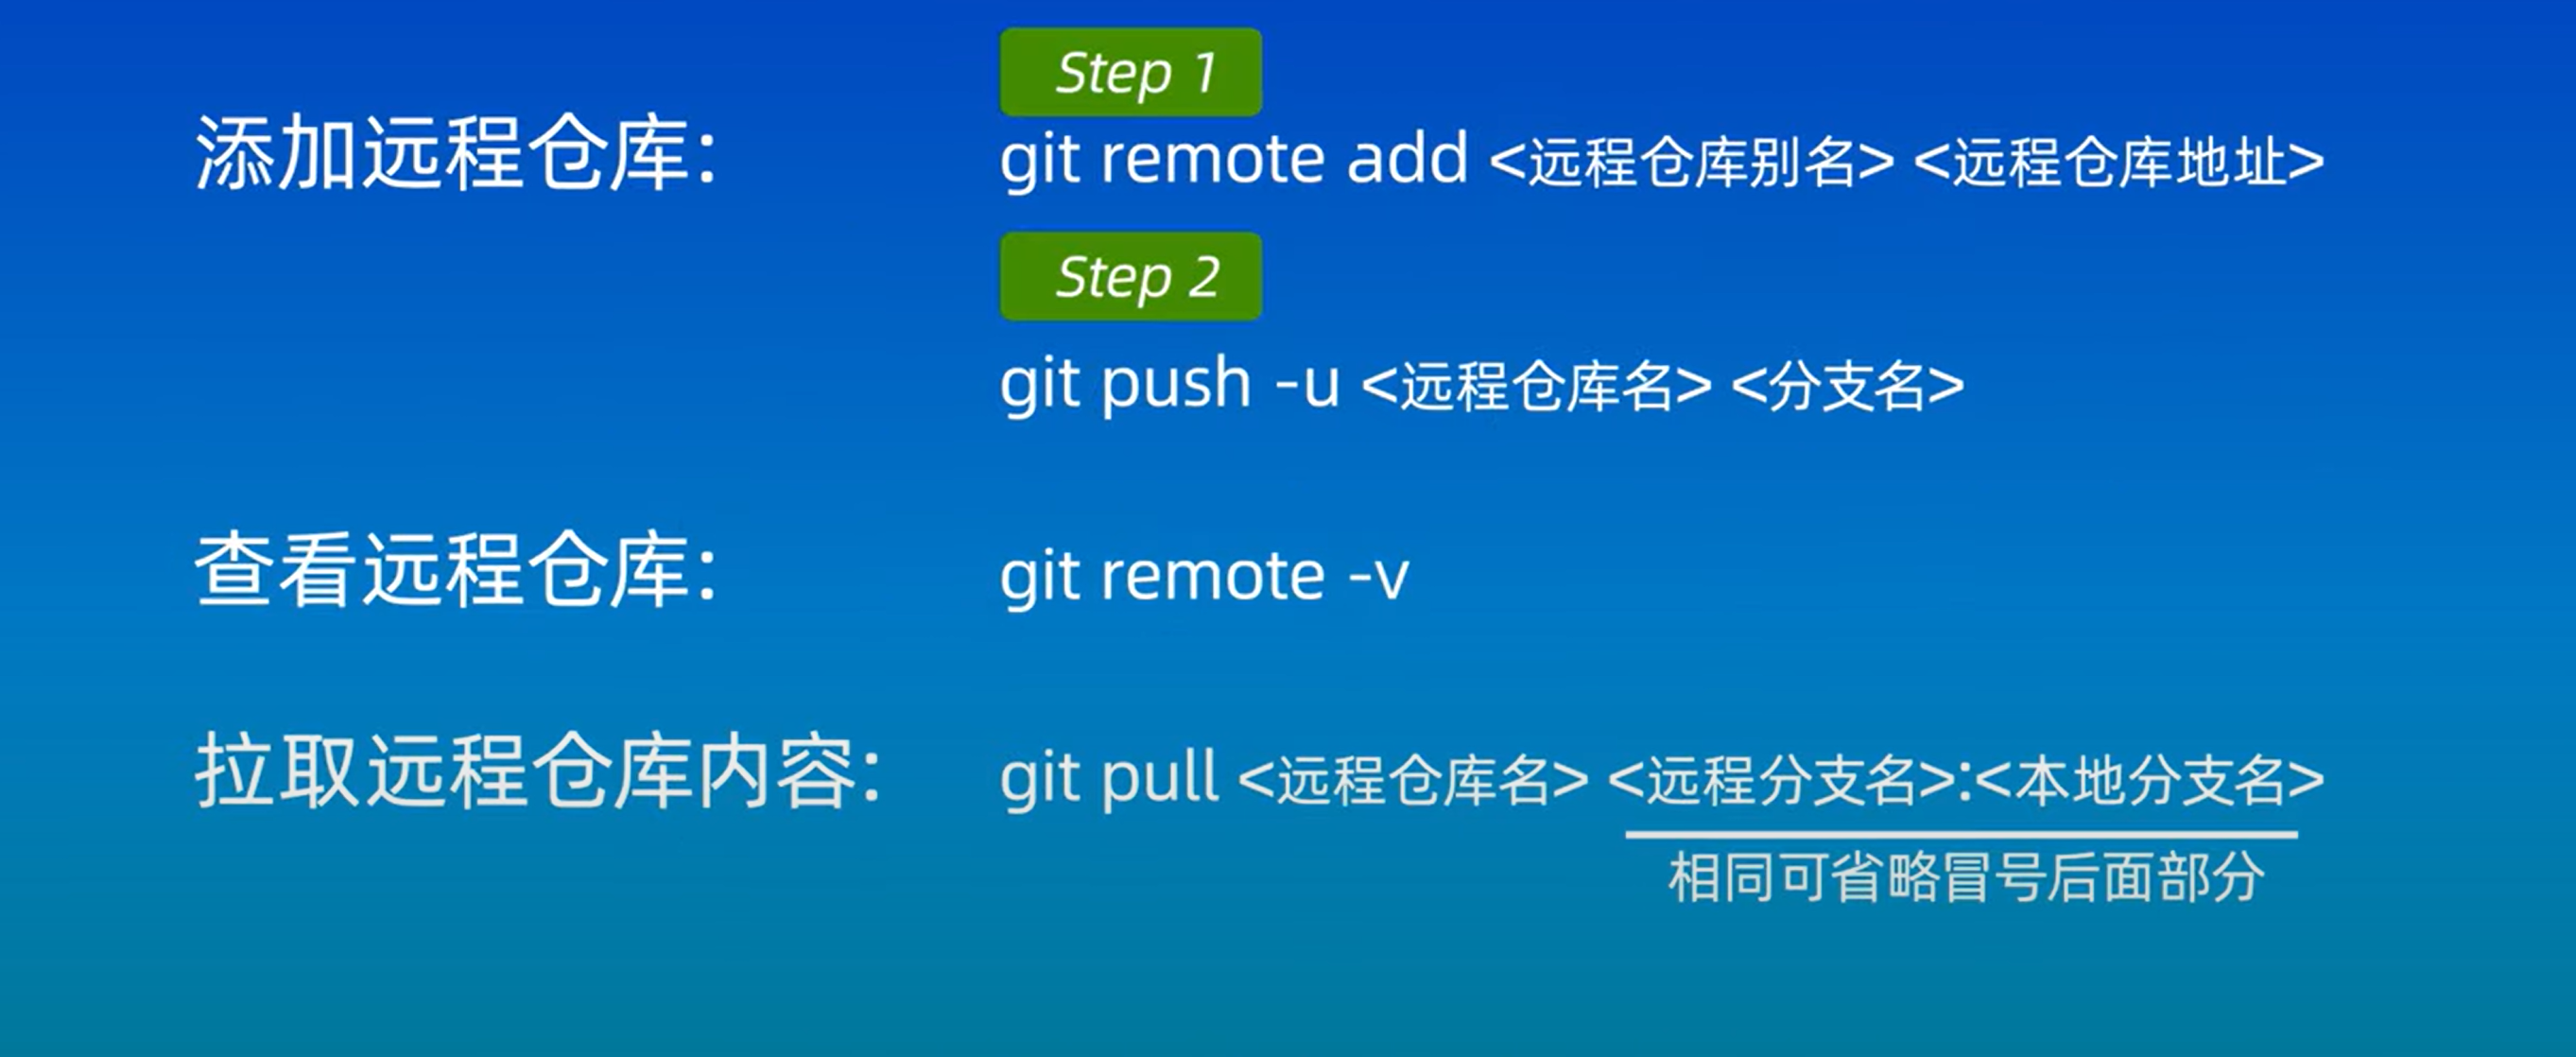 Step 1
添加远程仓库: git remote add <远程仓库别名> <远程仓库地址>
Step 2
git push -u <远程仓库名> <分支名>
查看远程仓库: git remote -v
拉取远程仓库内容: git pull <远程仓库名> <远程分支名>:<本地分支名>
相同可省略冒号后面部分